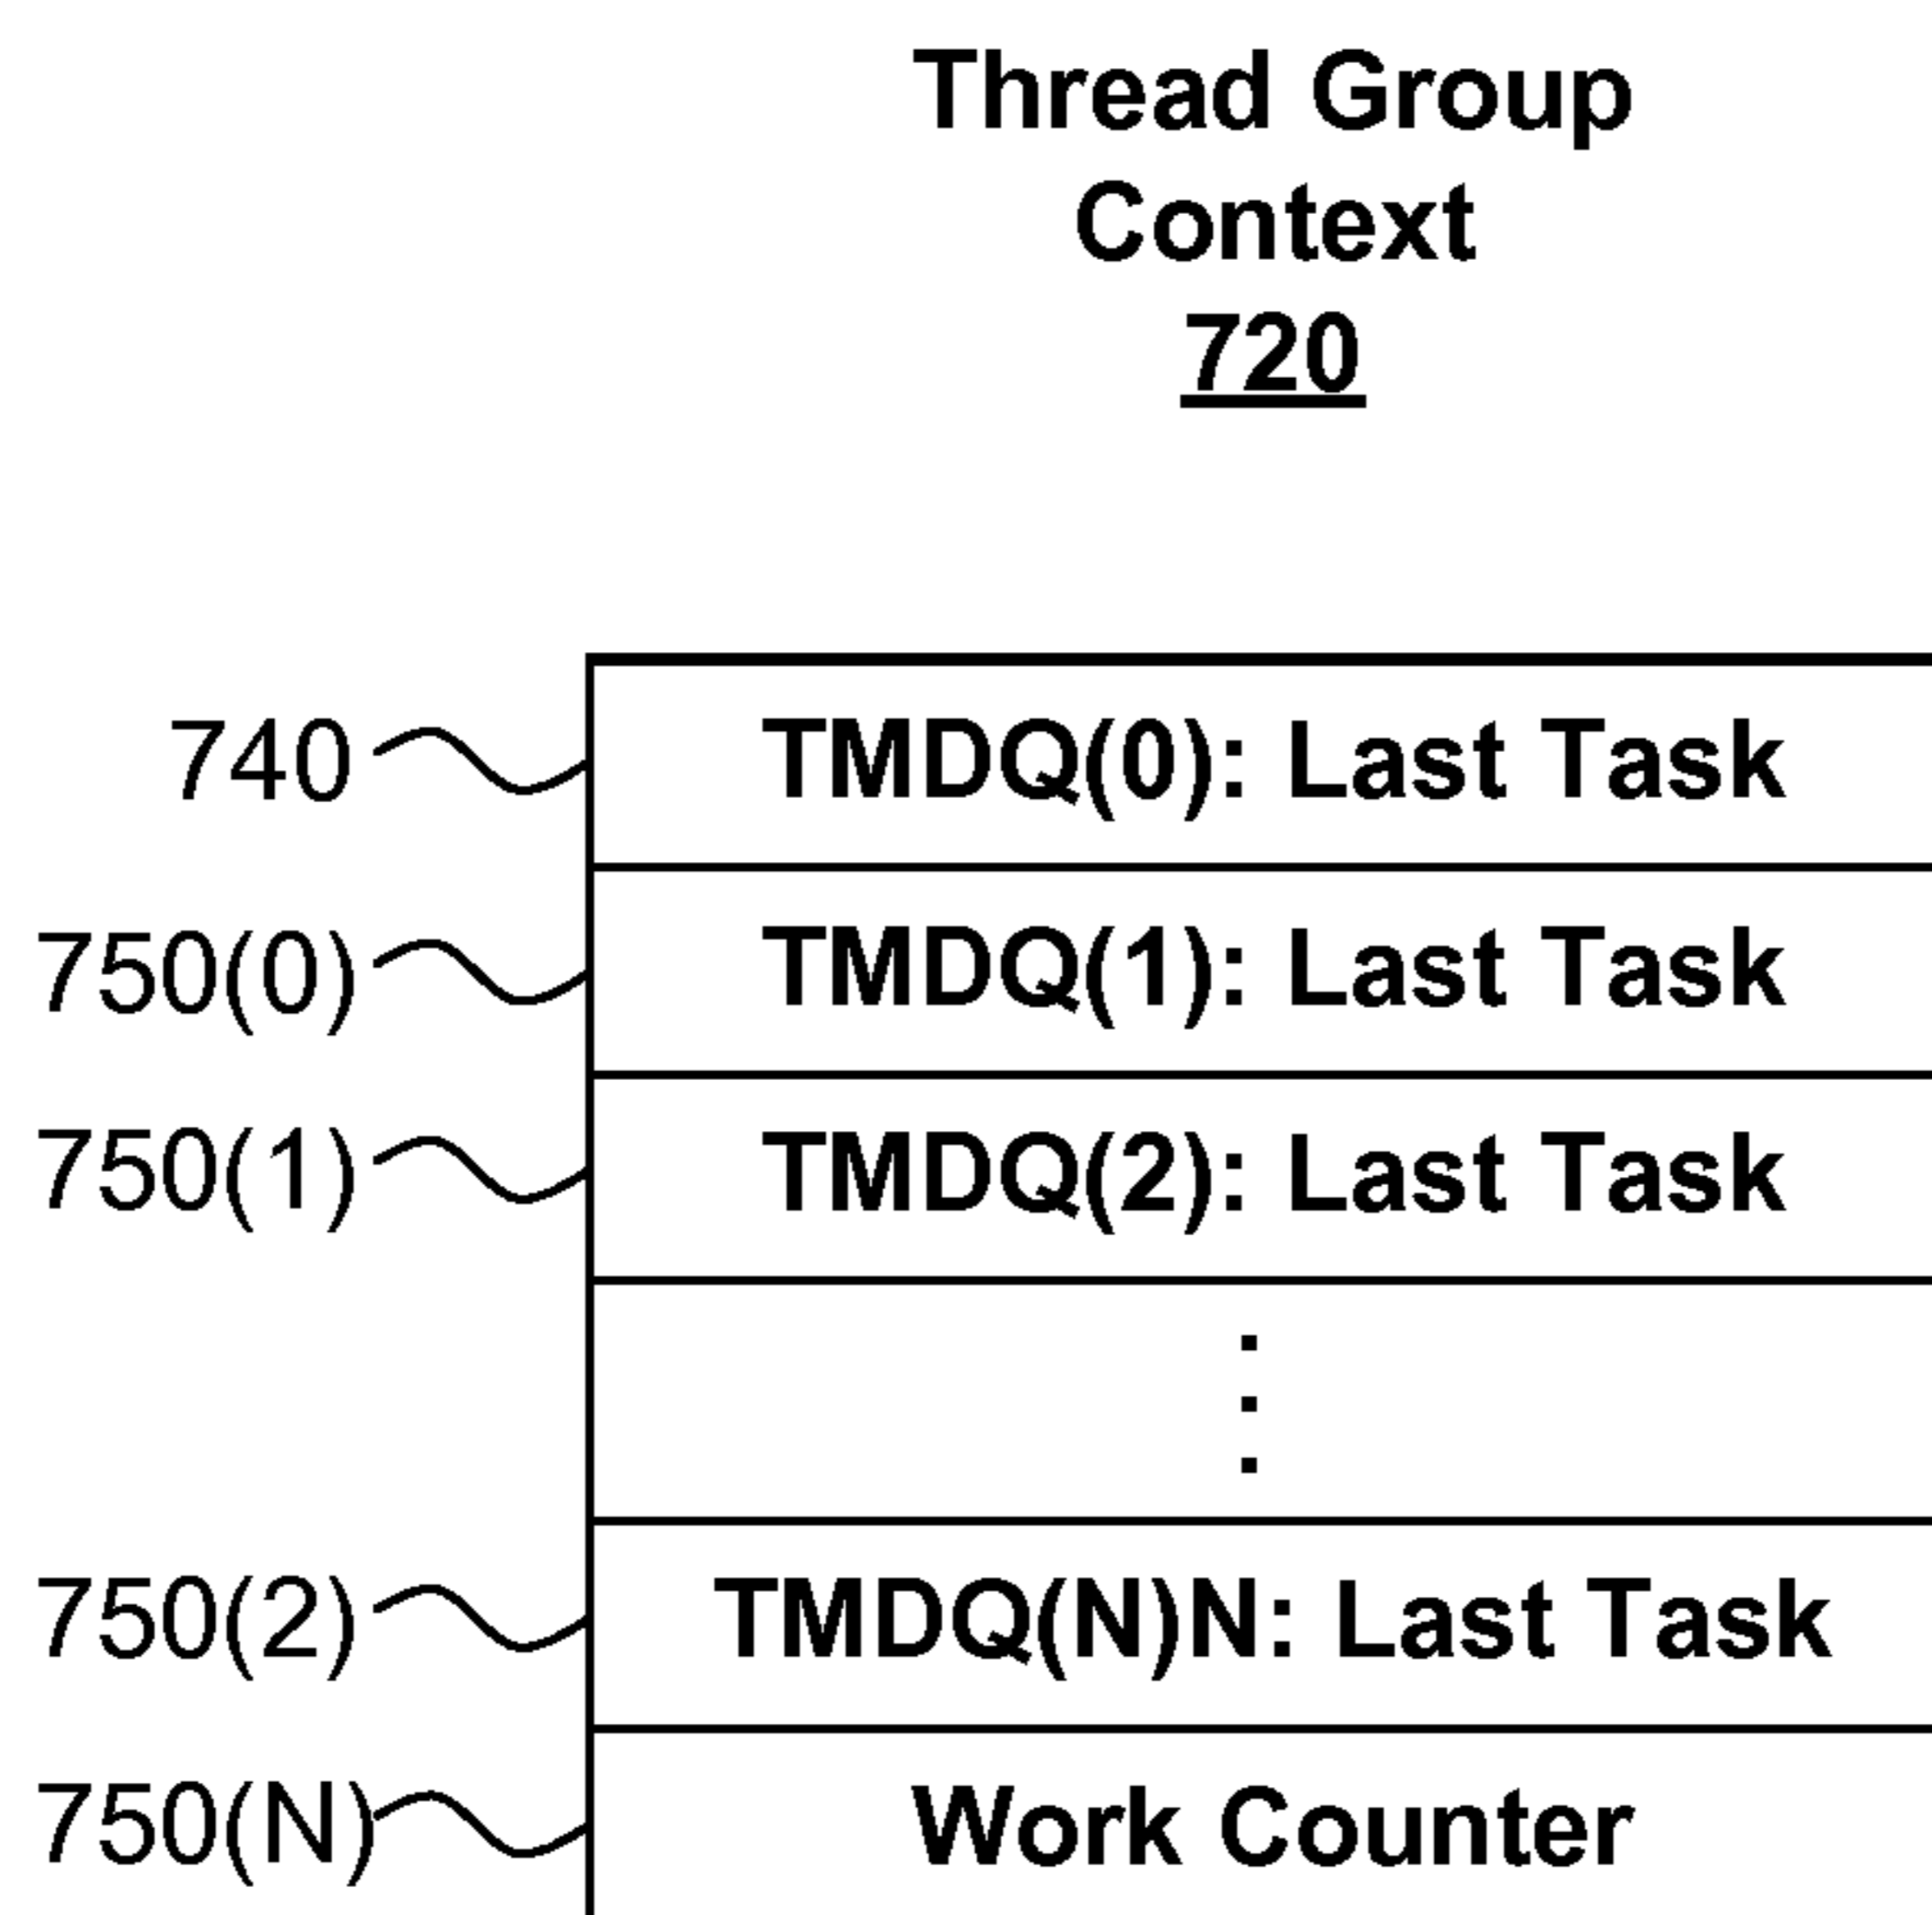 Thread Group
Context
720
740 TMDQ(0): Last Task
750(0) TMDQ(1): Last Task
750(1) TMDQ(2): Last Task
750(2) TMDQ(N)N: Last Task
750(N) Work Counter